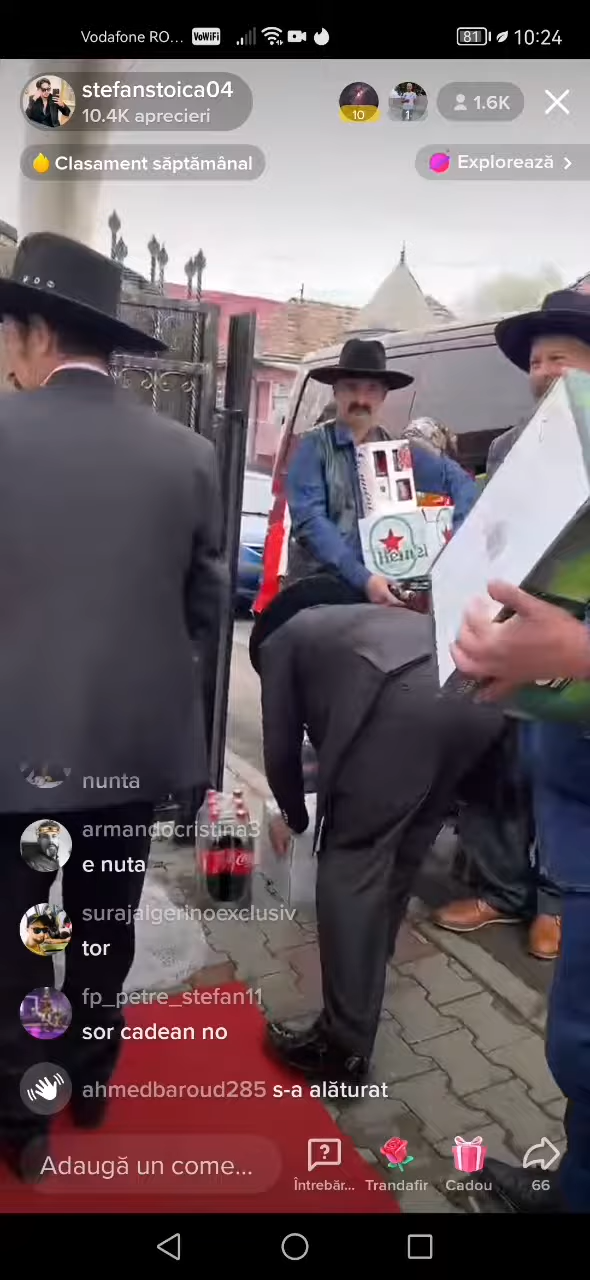 Vodafone RO... VoWiFi 81 10:24
stefanstoica04
10.4K aprecieri
10
1
1.6K
Clasament săptămânal
Explorează
nunta
armandocristina3
e nuta
surajalgerinoexclusiv
tor
fp_petre_stefan11
sor cadean no
ahmedbaroud285 s-a alăturat
Adaugă un come...
Întrebăr...
Trandafir
Cadou
66